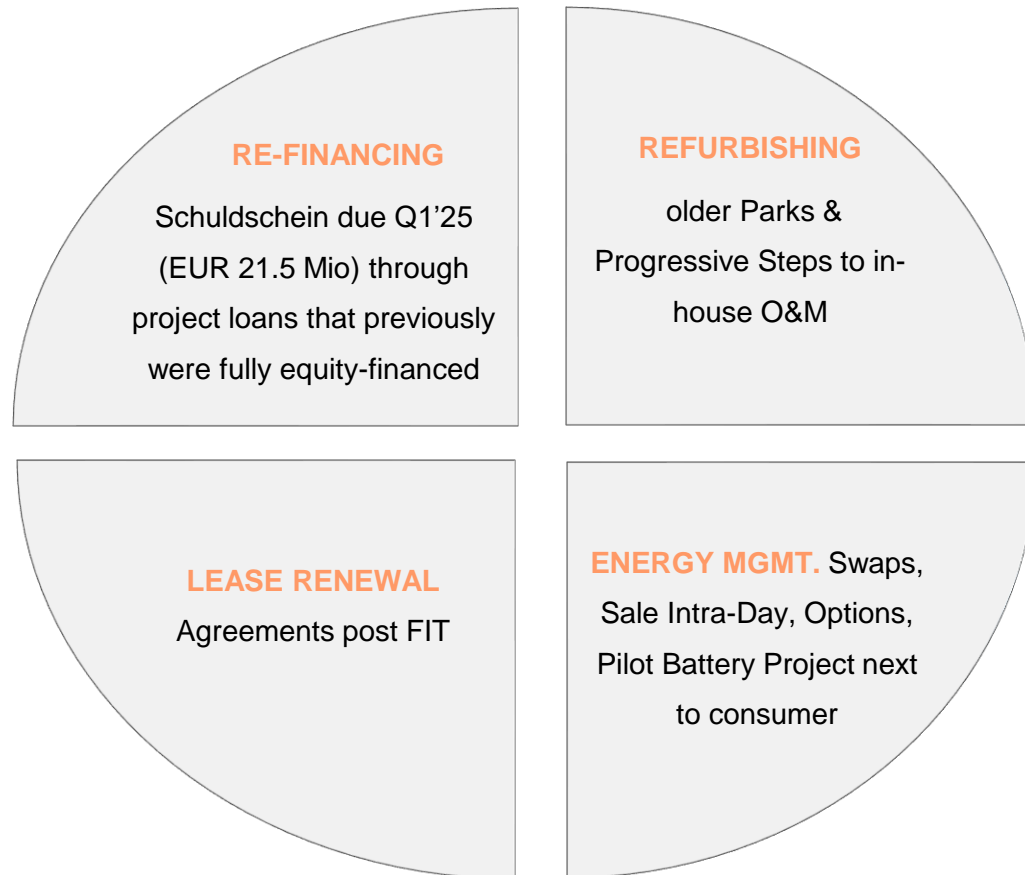 RE-FINANCING
Schuldschein due Q1’25
(EUR 21.5 Mio) through
project loans that previously
were fully equity-financed
REFURBISHING
older Parks &
Progressive Steps to in-
house O&M
LEASE RENEWAL
Agreements post FIT
ENERGY MGMT. Swaps,
Sale Intra-Day, Options,
Pilot Battery Project next
to consumer